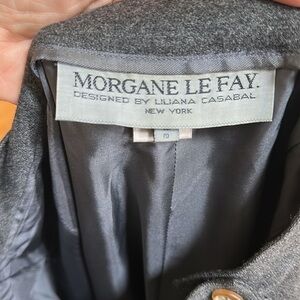 MORGANE LE FAY.
DESIGNED BY LILIANA CASABAL
NEW YORK